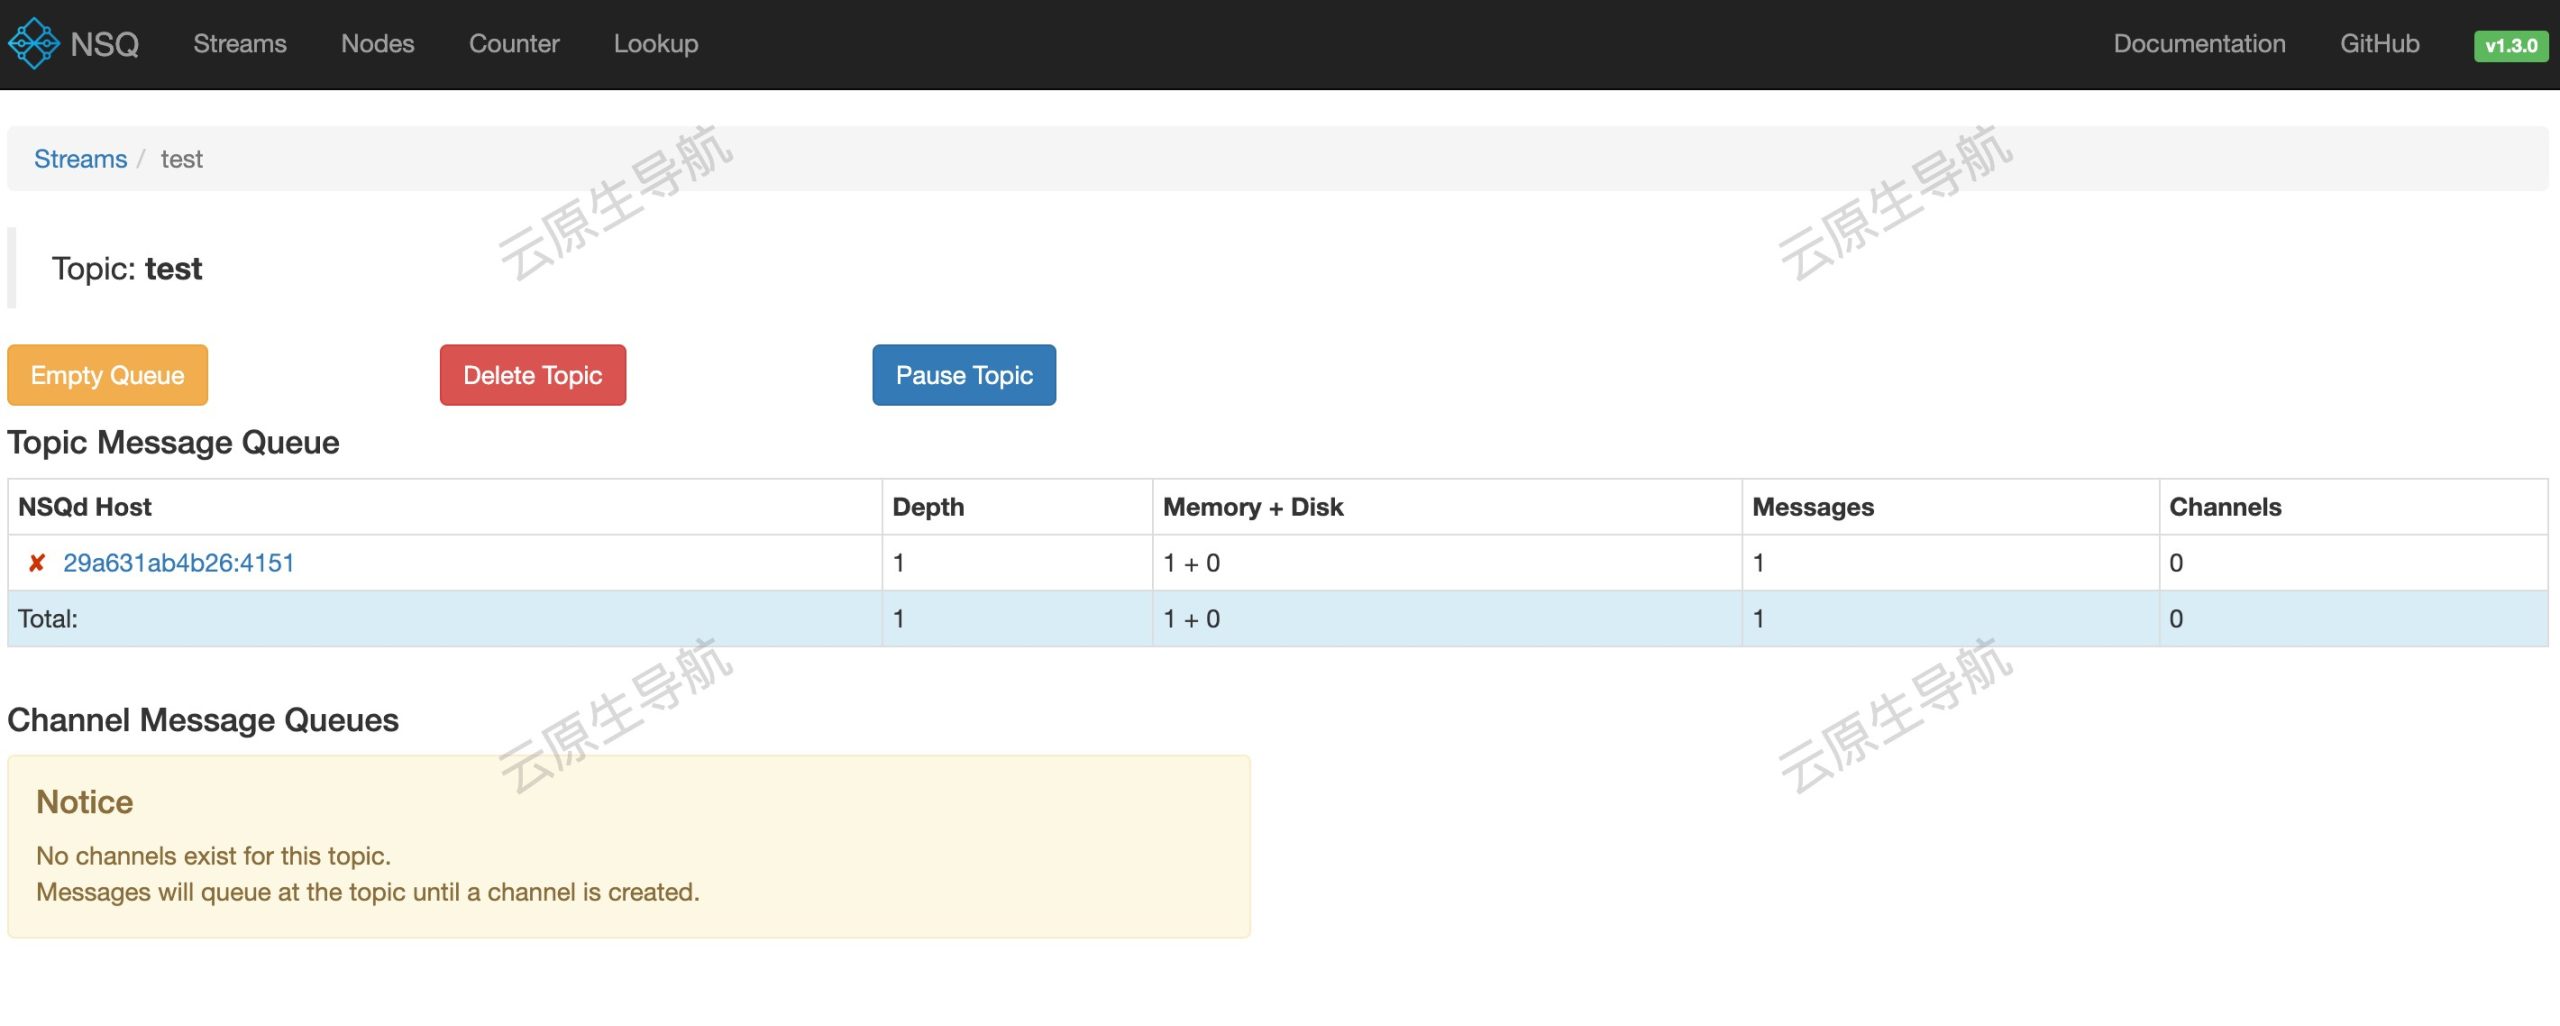 NSQ Streams Nodes Counter Lookup Documentation GitHub v1.3.0
Streams / test
云原生导航 云原生导航
Topic: test
Empty Queue Delete Topic Pause Topic
Topic Message Queue
NSQd Host Depth Memory + Disk Messages Channels
✘ 29a631ab4b26:4151 1 1 + 0 1 0
Total: 1 1 + 0 1 0
云原生导航 云原生导航
Channel Message Queues
Notice
No channels exist for this topic.
Messages will queue at the topic until a channel is created.